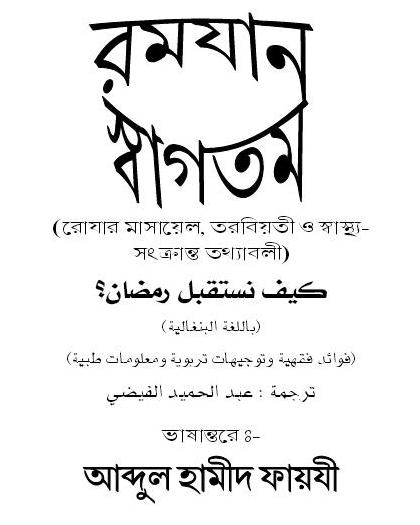 রমযান
স্বাগতম
(রোযার মাসায়েল, তরবিয়তী ও স্বাস্থ্য-
সংক্রান্ত তথ্যাবলী)
كيف نستقبل رمضان؟
(باللغة البنغالية)
(فوائد فقهية وتوجيهات تربوية ومعلومات طبية)
ترجمة : عبد الحميد الفيضي
ভাষান্তরে ঃ-
আব্দুল হামীদ ফায়যী